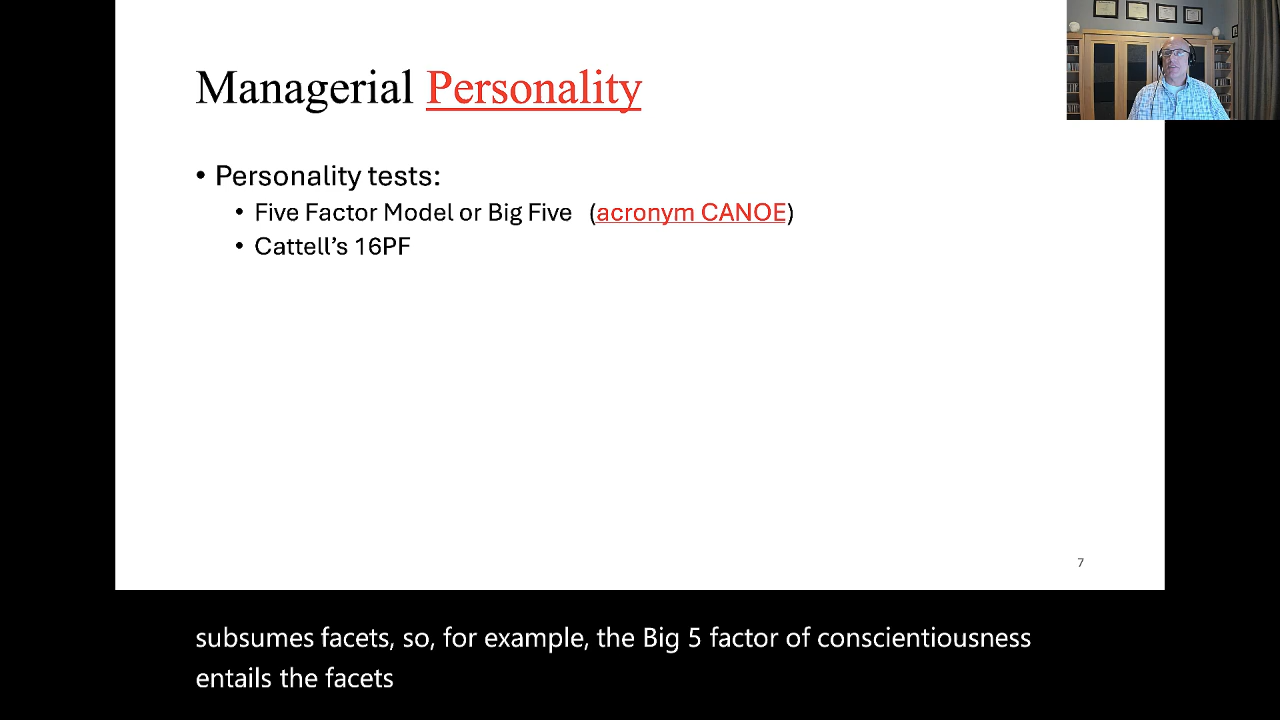 Managerial Personality
• Personality tests:
• Five Factor Model or Big Five (acronym CANOE)
• Cattell’s 16PF
7
subsumes facets, so, for example, the Big 5 factor of conscientiousness
entails the facets